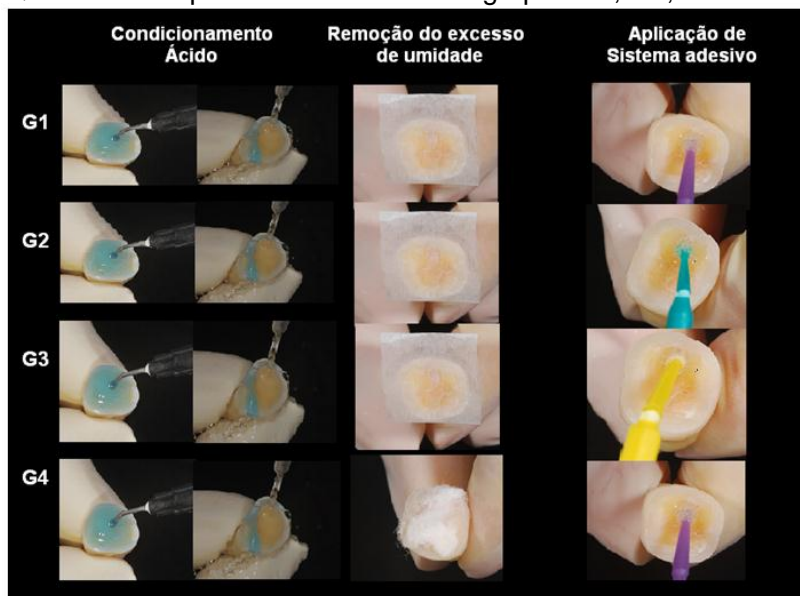 Condicionamento
Ácido
Remoção do excesso
de umidade
Aplicação de
Sistema adesivo
G1
G2
G3
G4